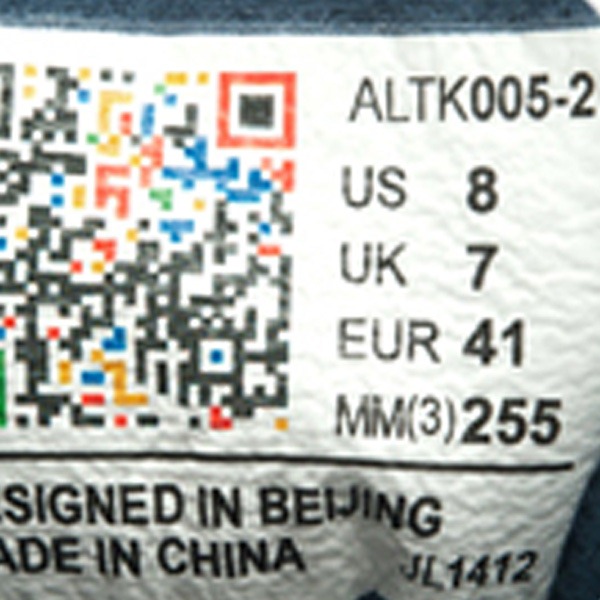 ALTK005-2
US 8
UK 7
EUR 41
MM(3) 255
SIGNED IN BEIJING
ADE IN CHINA
JL1412